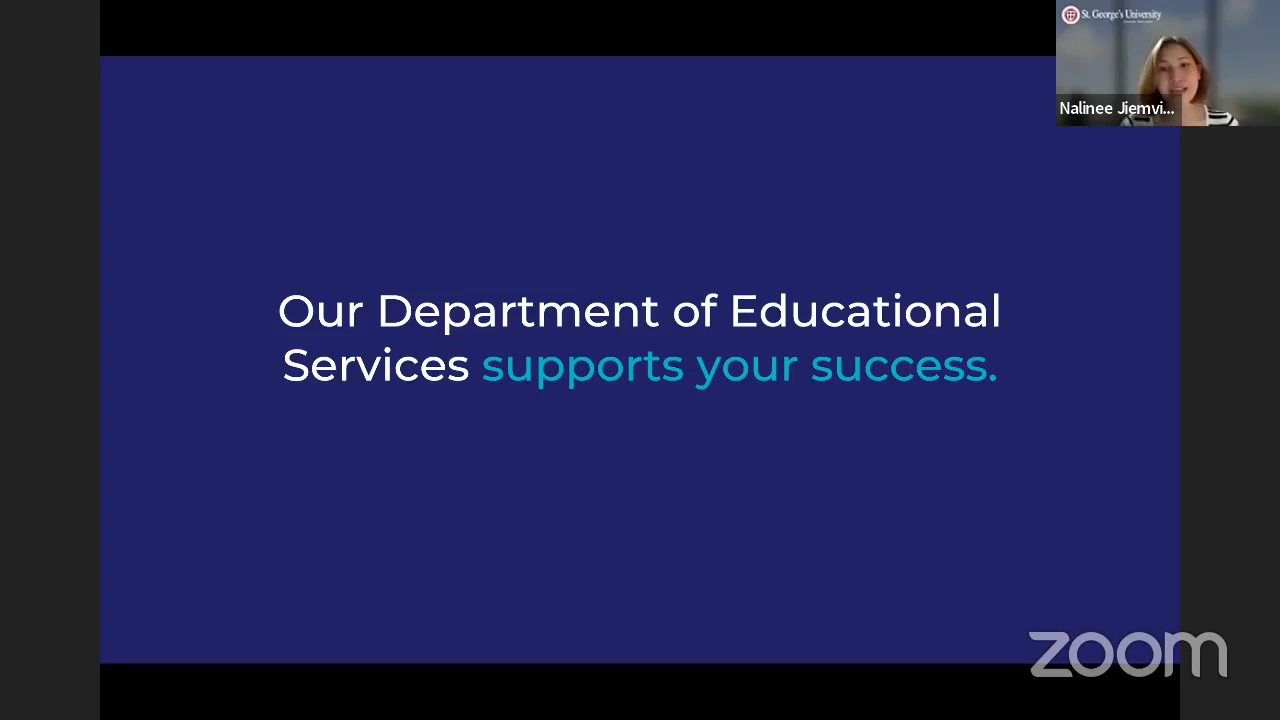 St. George's University
Nalinee Jiemvi...
Our Department of Educational
Services supports your success.
zoom